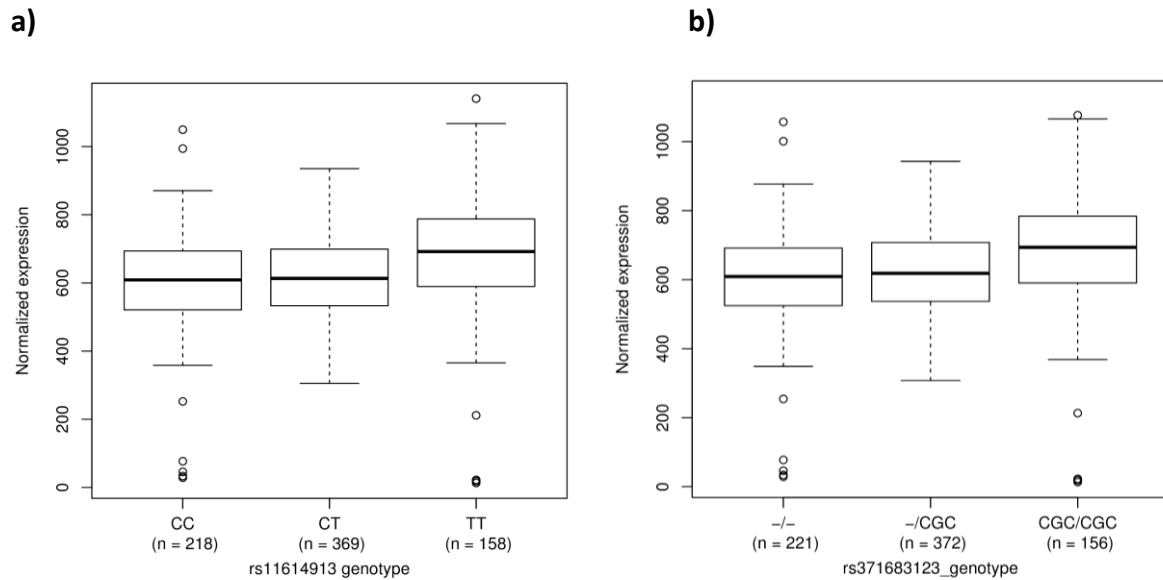 a)
Normalized expression
1000
800
600
400
200
0
CC CT TT
(n = 218) (n = 369) (n = 158)
rs11614913 genotype
b)
Normalized expression
1000
800
600
400
200
0
−/− −/CGC CGC/CGC
(n = 221) (n = 372) (n = 156)
rs371683123_genotype